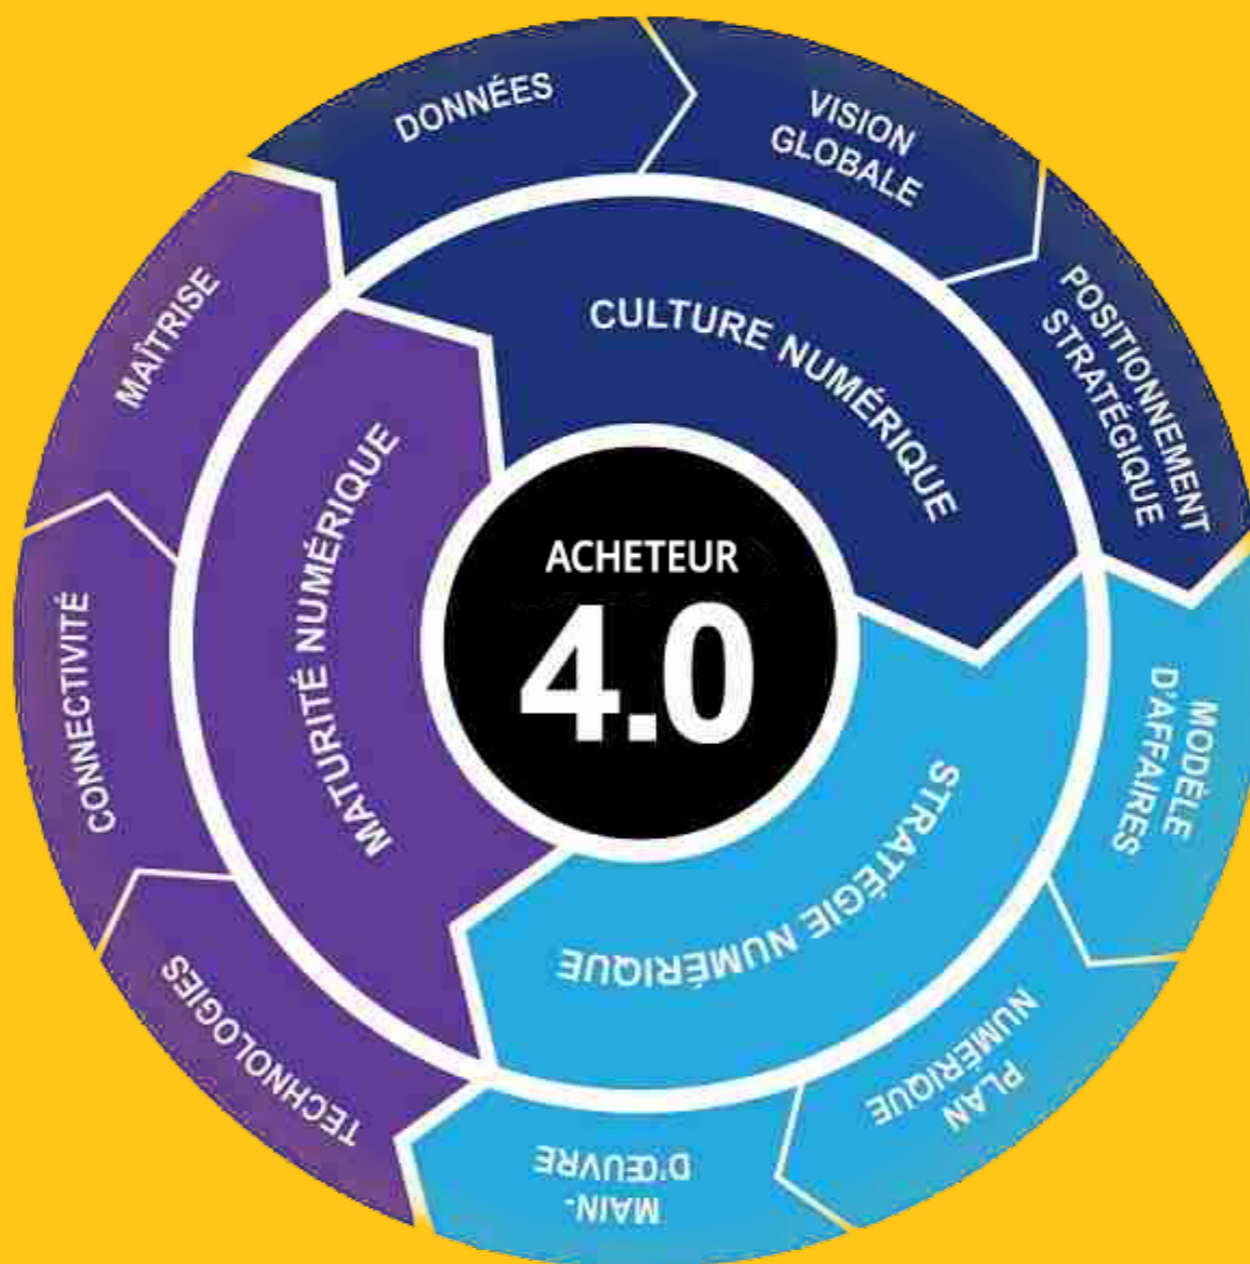 ACHETEUR
4.0
CULTURE NUMÉRIQUE
STRATÉGIE NUMÉRIQUE
MATURITÉ NUMÉRIQUE
DONNÉES
VISION
GLOBALE
POSITIONNEMENT
STRATÉGIQUE
MODÈLE
D'AFFAIRES
PLAN
NUMÉRIQUE
MAIN-
D'ŒUVRE
TECHNOLOGIES
CONNECTIVITÉ
MAÎTRISE